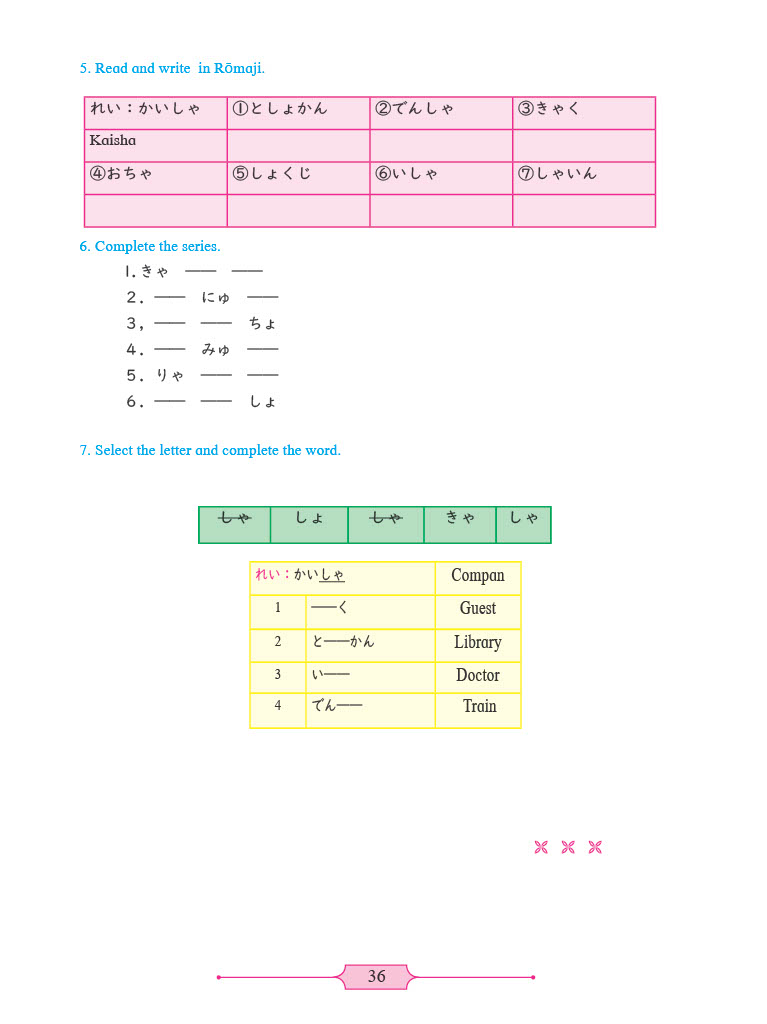 5. Read and write in Rōmaji.
れい：かいしゃ ①としょかん ②でんしゃ ③きゃく
Kaisha
④おちゃ ⑤しょくじ ⑥いしゃ ⑦しゃいん
6. Complete the series.
1. きゃ —— ——
2. —— にゅ ——
3, —— —— ちょ
4. —— みゅ ——
5. りゃ —— ——
6. —— —— しょ
7. Select the letter and complete the word.
しゃ しょ しゃ きゃ しゃ
れい：かいしゃ Compan
1 ——く Guest
2 と——かん Library
3 い—— Doctor
4 でん—— Train
36